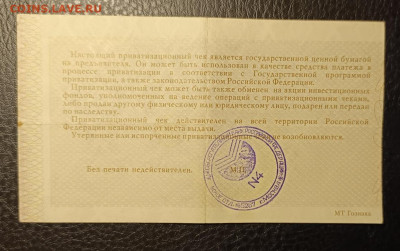 COINS.LAVE.RU
Настоящий приватизационный чек является государственной ценной бумагой
на предъявителя. Он может быть использован в качестве средства платежа в
процессе приватизации в соответствии с Государственной программой
приватизации, а также законодательством Российской Федерации.
Приватизационный чек может быть также обменен на акции инвестиционных
фондов, уполномоченных на ведение операций с приватизационными чеками,
либо продан другому физическому или юридическому лицу, подарен или передан
по наследству.
Приватизационный чек действителен на всей территории Российской
Федерации независимо от места выдачи.
Утерянные или испорченные приватизационные возобновляются.
Без печати недействителен.
М.П.
N4
МТ Гознака